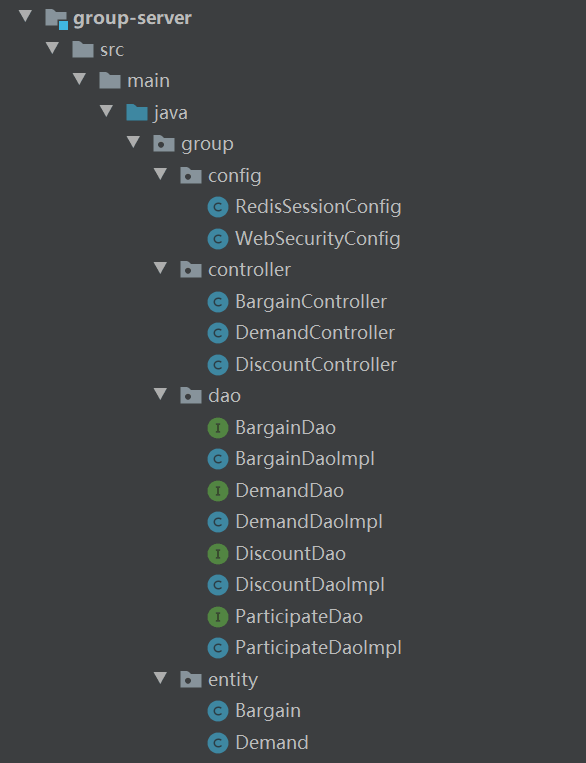 group-server
src
main
java
group
config
C RedisSessionConfig
C WebSecurityConfig
controller
C BargainController
C DemandController
C DiscountController
dao
I BargainDao
C BargainDaoImpl
I DemandDao
C DemandDaoImpl
I DiscountDao
C DiscountDaoImpl
I ParticipateDao
C ParticipateDaoImpl
entity
C Bargain
C Demand